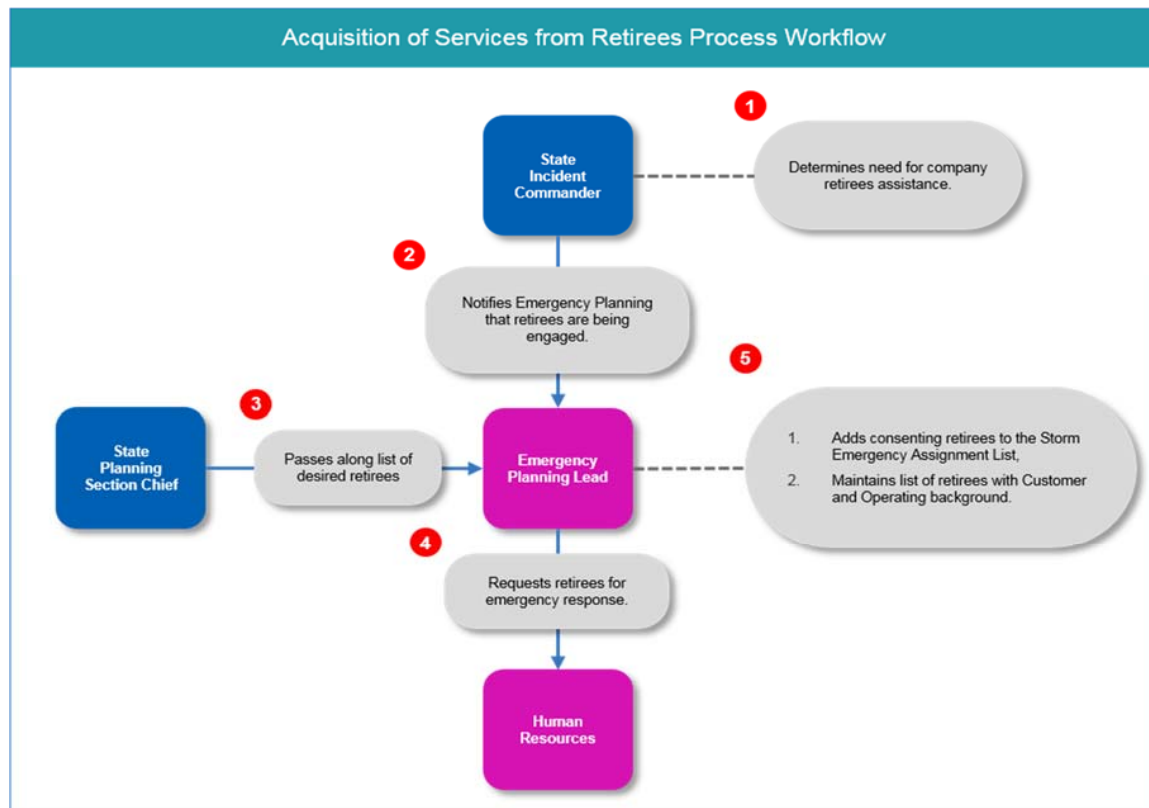 Acquisition of Services from Retirees Process Workflow
1
State
Incident
Commander
Determines need for company
retirees assistance.
2
Notifies Emergency Planning
that retirees are being
engaged.
3
State
Planning
Section Chief
Passes along list of
desired retirees
Emergency
Planning Lead
4
Requests retirees for
emergency response.
5
1. Adds consenting retirees to the Storm
Emergency Assignment List,
2. Maintains list of retirees with Customer
and Operating background.
Human
Resources